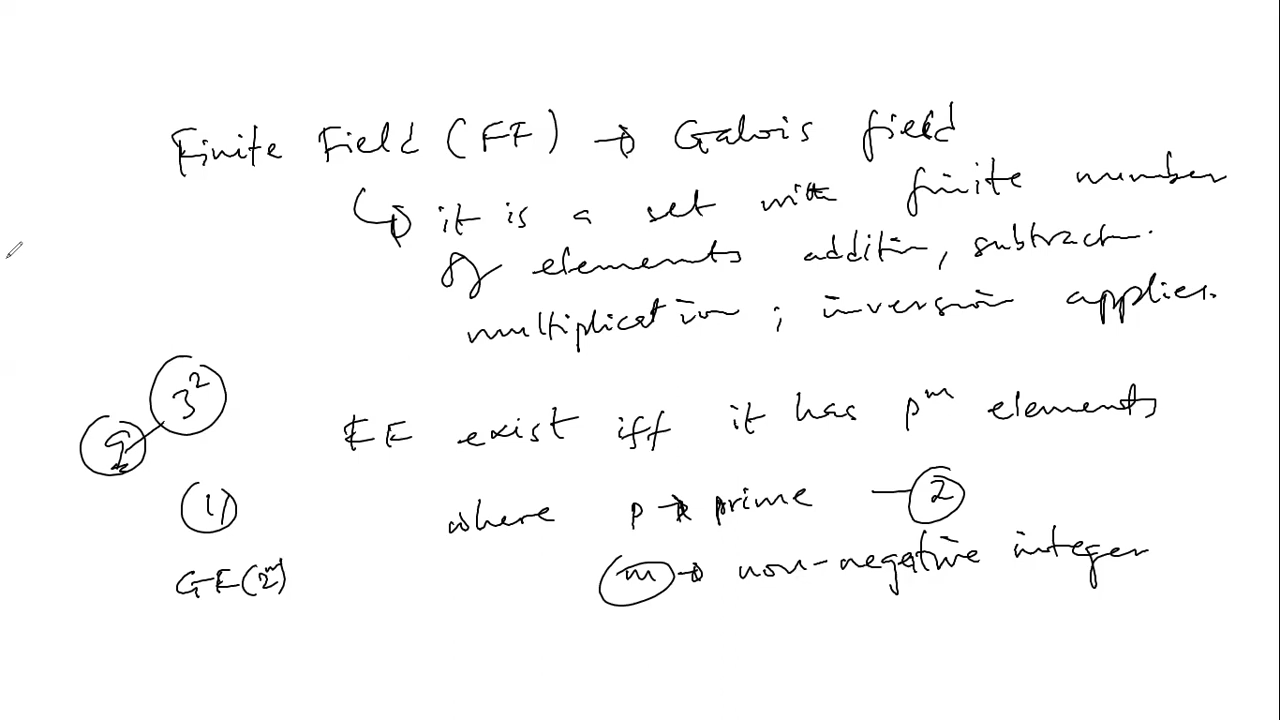 Finite Field (FF) → Galois field
↳ it is a set with finite number
of elements addition, subtraction.
multiplication ; inversion applies.
3²
9
FF exist iff it has pᵐ elements
(1)
where p → prime — 2
GF(2ᵐ)
m → non-negative integer